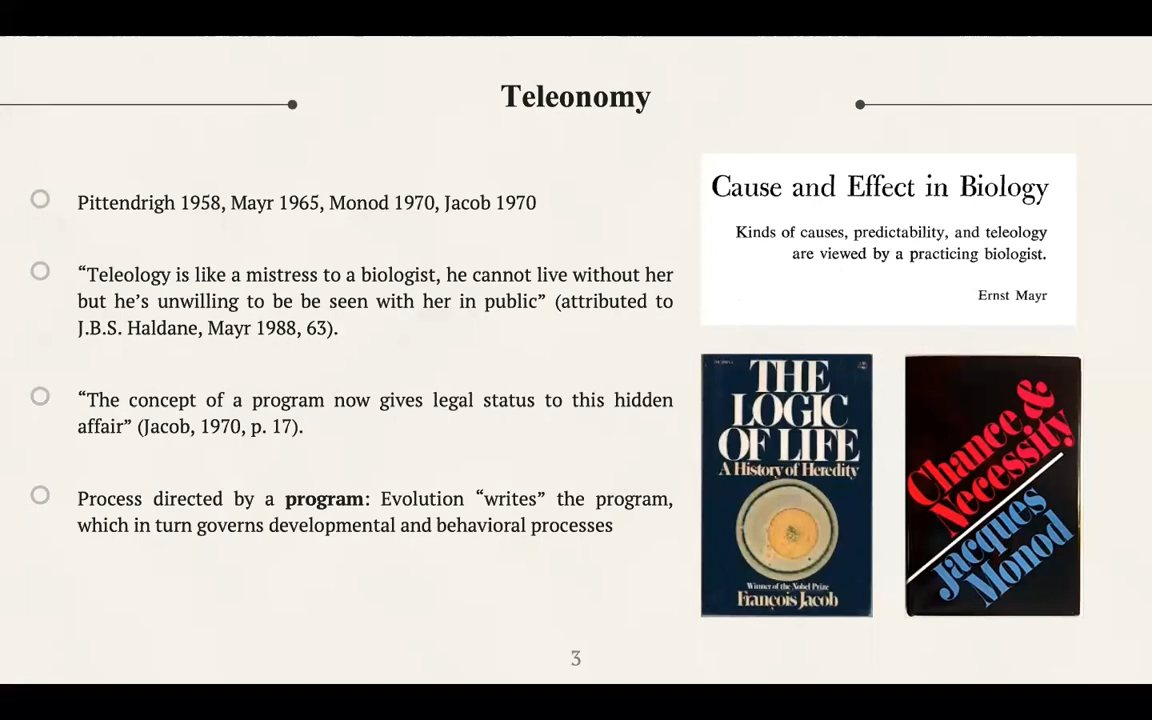 Teleonomy
Pittendrigh 1958, Mayr 1965, Monod 1970, Jacob 1970
“Teleology is like a mistress to a biologist, he cannot live without her
but he’s unwilling to be be seen with her in public” (attributed to
J.B.S. Haldane, Mayr 1988, 63).
“The concept of a program now gives legal status to this hidden
affair” (Jacob, 1970, p. 17).
Process directed by a program: Evolution “writes” the program,
which in turn governs developmental and behavioral processes
Cause and Effect in Biology
Kinds of causes, predictability, and teleology
are viewed by a practicing biologist.
Ernst Mayr
THE
LOGIC
OF LIFE
A History of Heredity
Winner of the Nobel Prize
François Jacob
Chance &
Necessity
Jacques
Monod
3